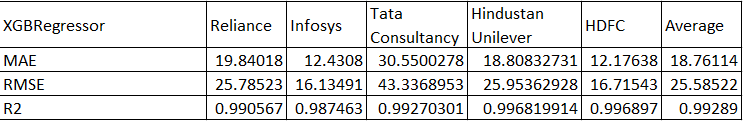 XGBRegressor Reliance Infosys Tata Consultancy Hindustan Unilever HDFC Average
MAE 19.84018 12.4308 30.5500278 18.80832731 12.17638 18.76114
RMSE 25.78523 16.13491 43.3368953 25.95362928 16.71543 25.58522
R2 0.990567 0.987463 0.99270301 0.996819914 0.996897 0.99289